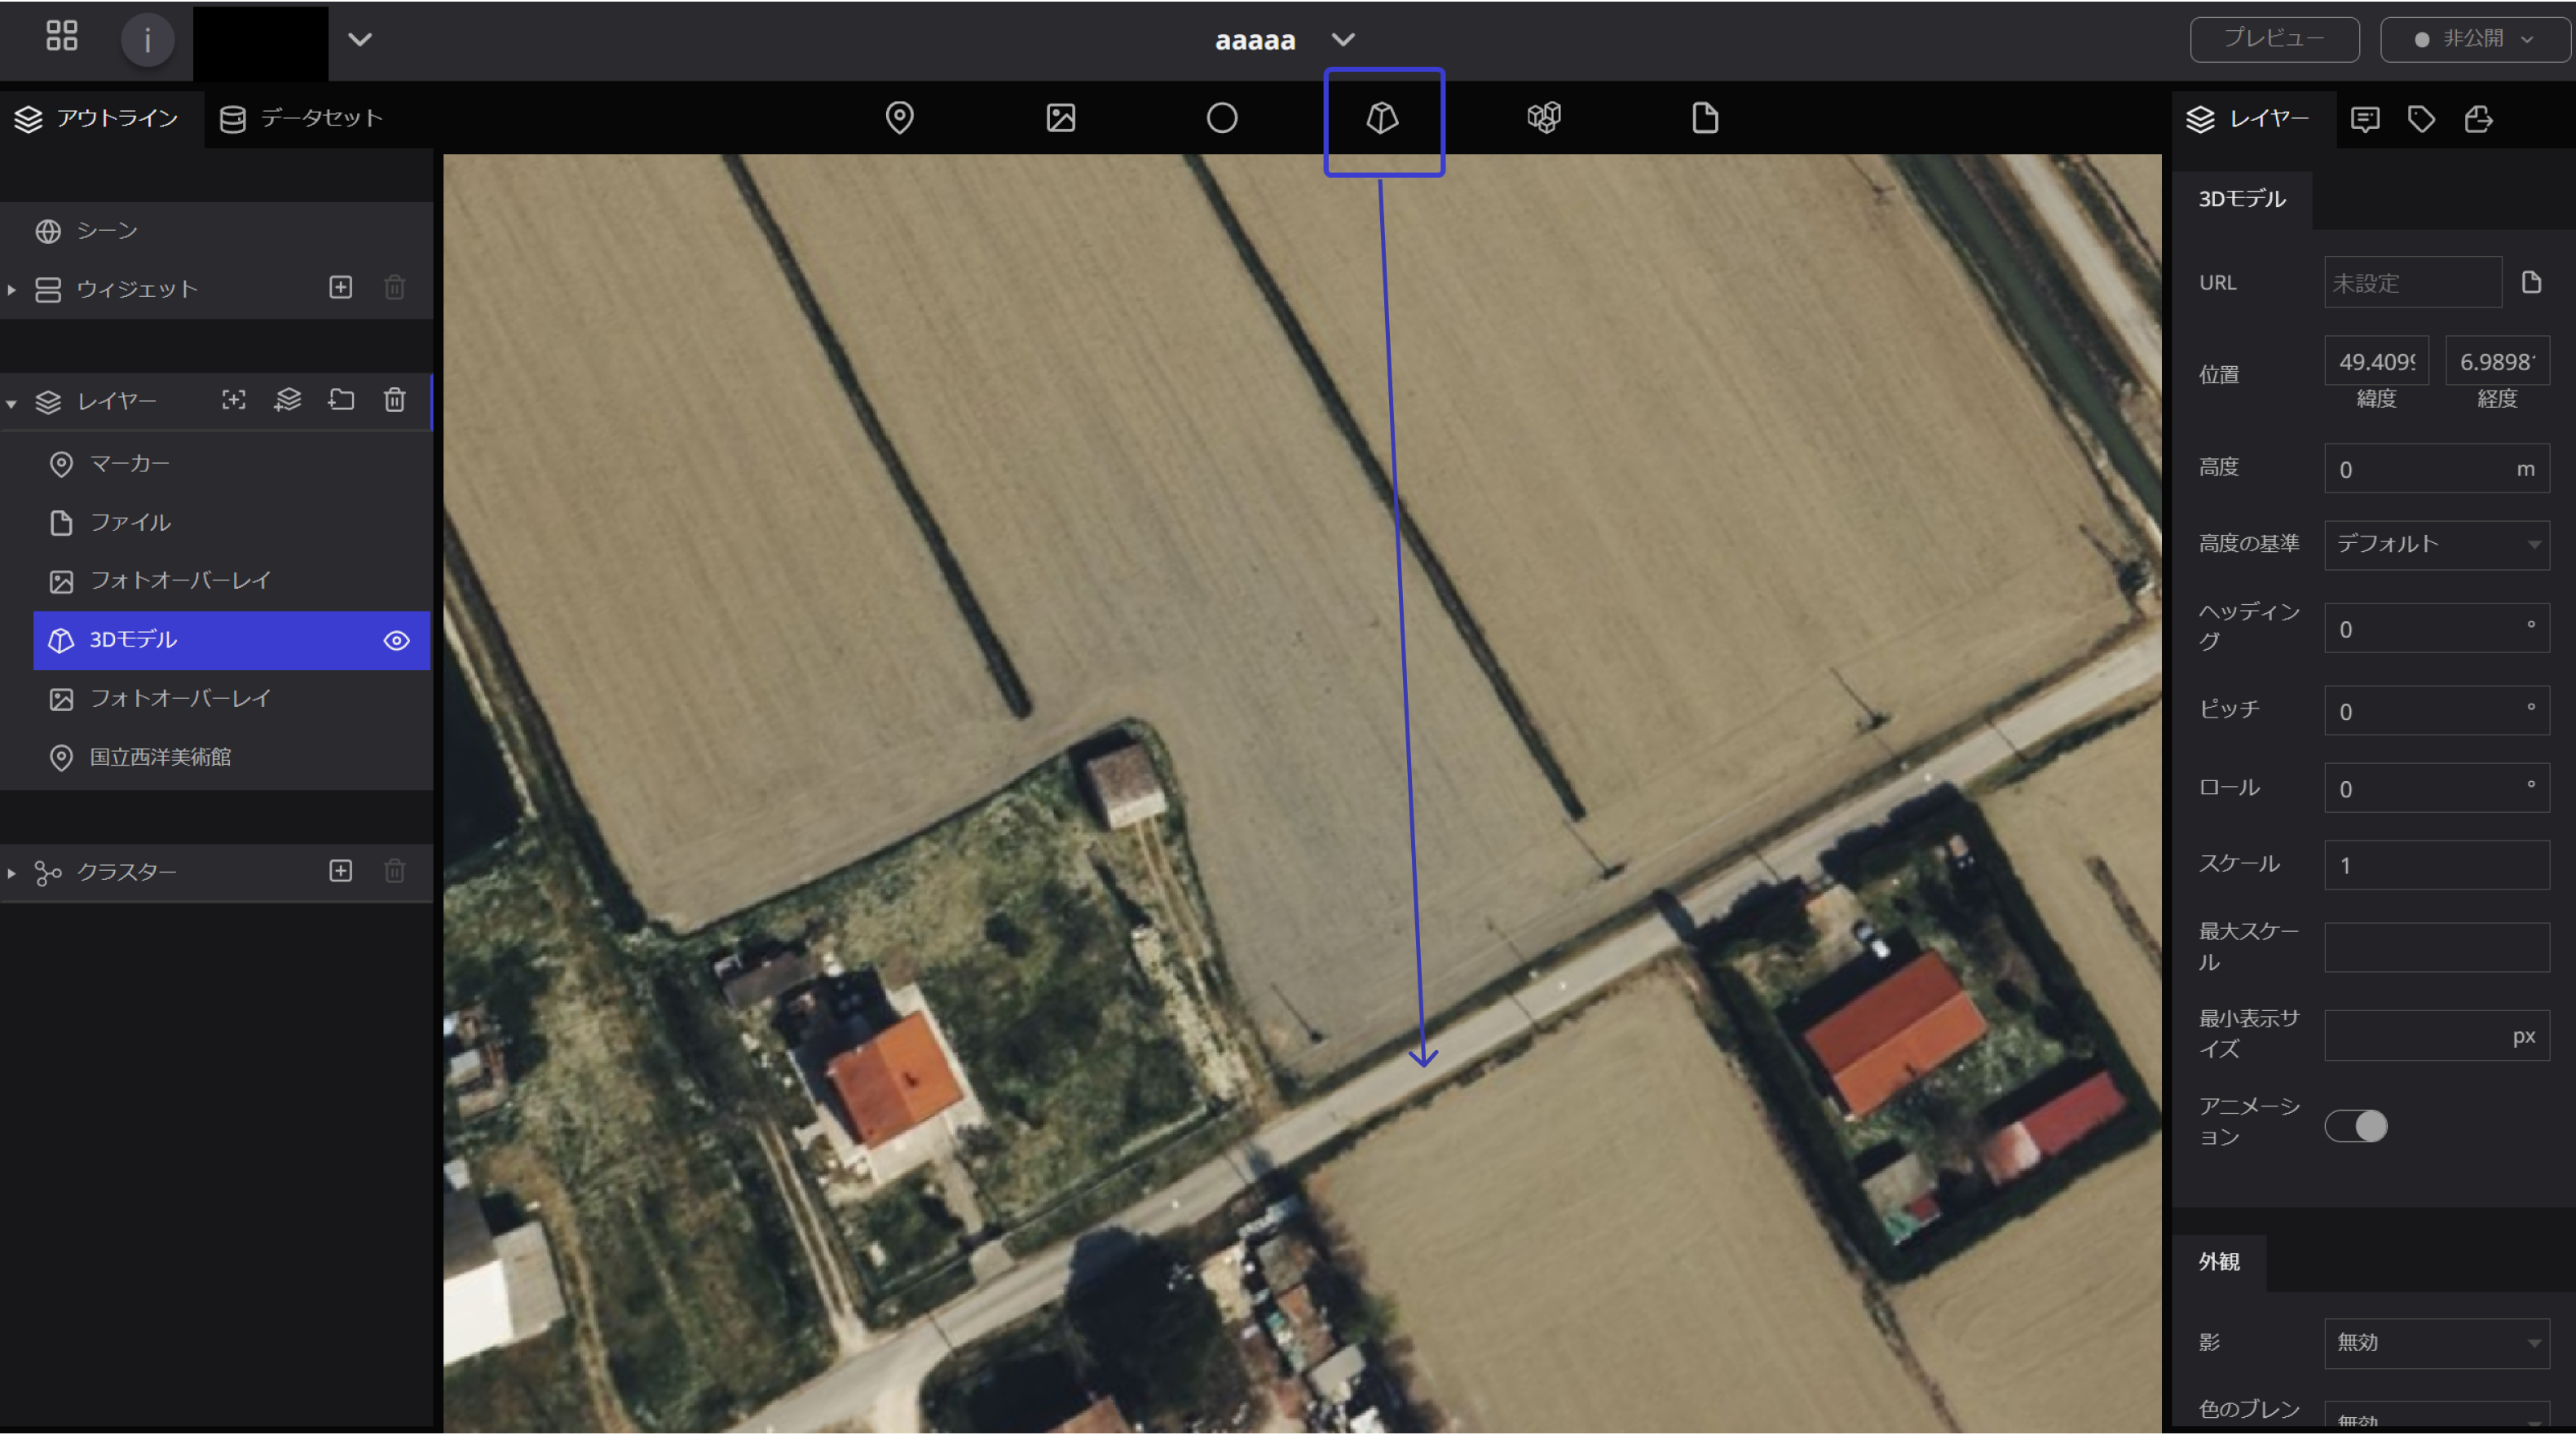 aaaaa
プレビュー
非公開
アウトライン
データセット
レイヤー
シーン
ウィジェット
レイヤー
マーカー
ファイル
フォトオーバーレイ
3Dモデル
フォトオーバーレイ
国立西洋美術館
クラスター
3Dモデル
URL 未設定
位置 49.409 6.9898
緯度 経度
高度 0 m
高度の基準 デフォルト
ヘッディン
グ 0 °
ピッチ 0 °
ロール 0 °
スケール 1
最大スケー
ル
最小表示サ
イズ px
アニメーシ
ョン
外観
影 無効
色のブレン 無効